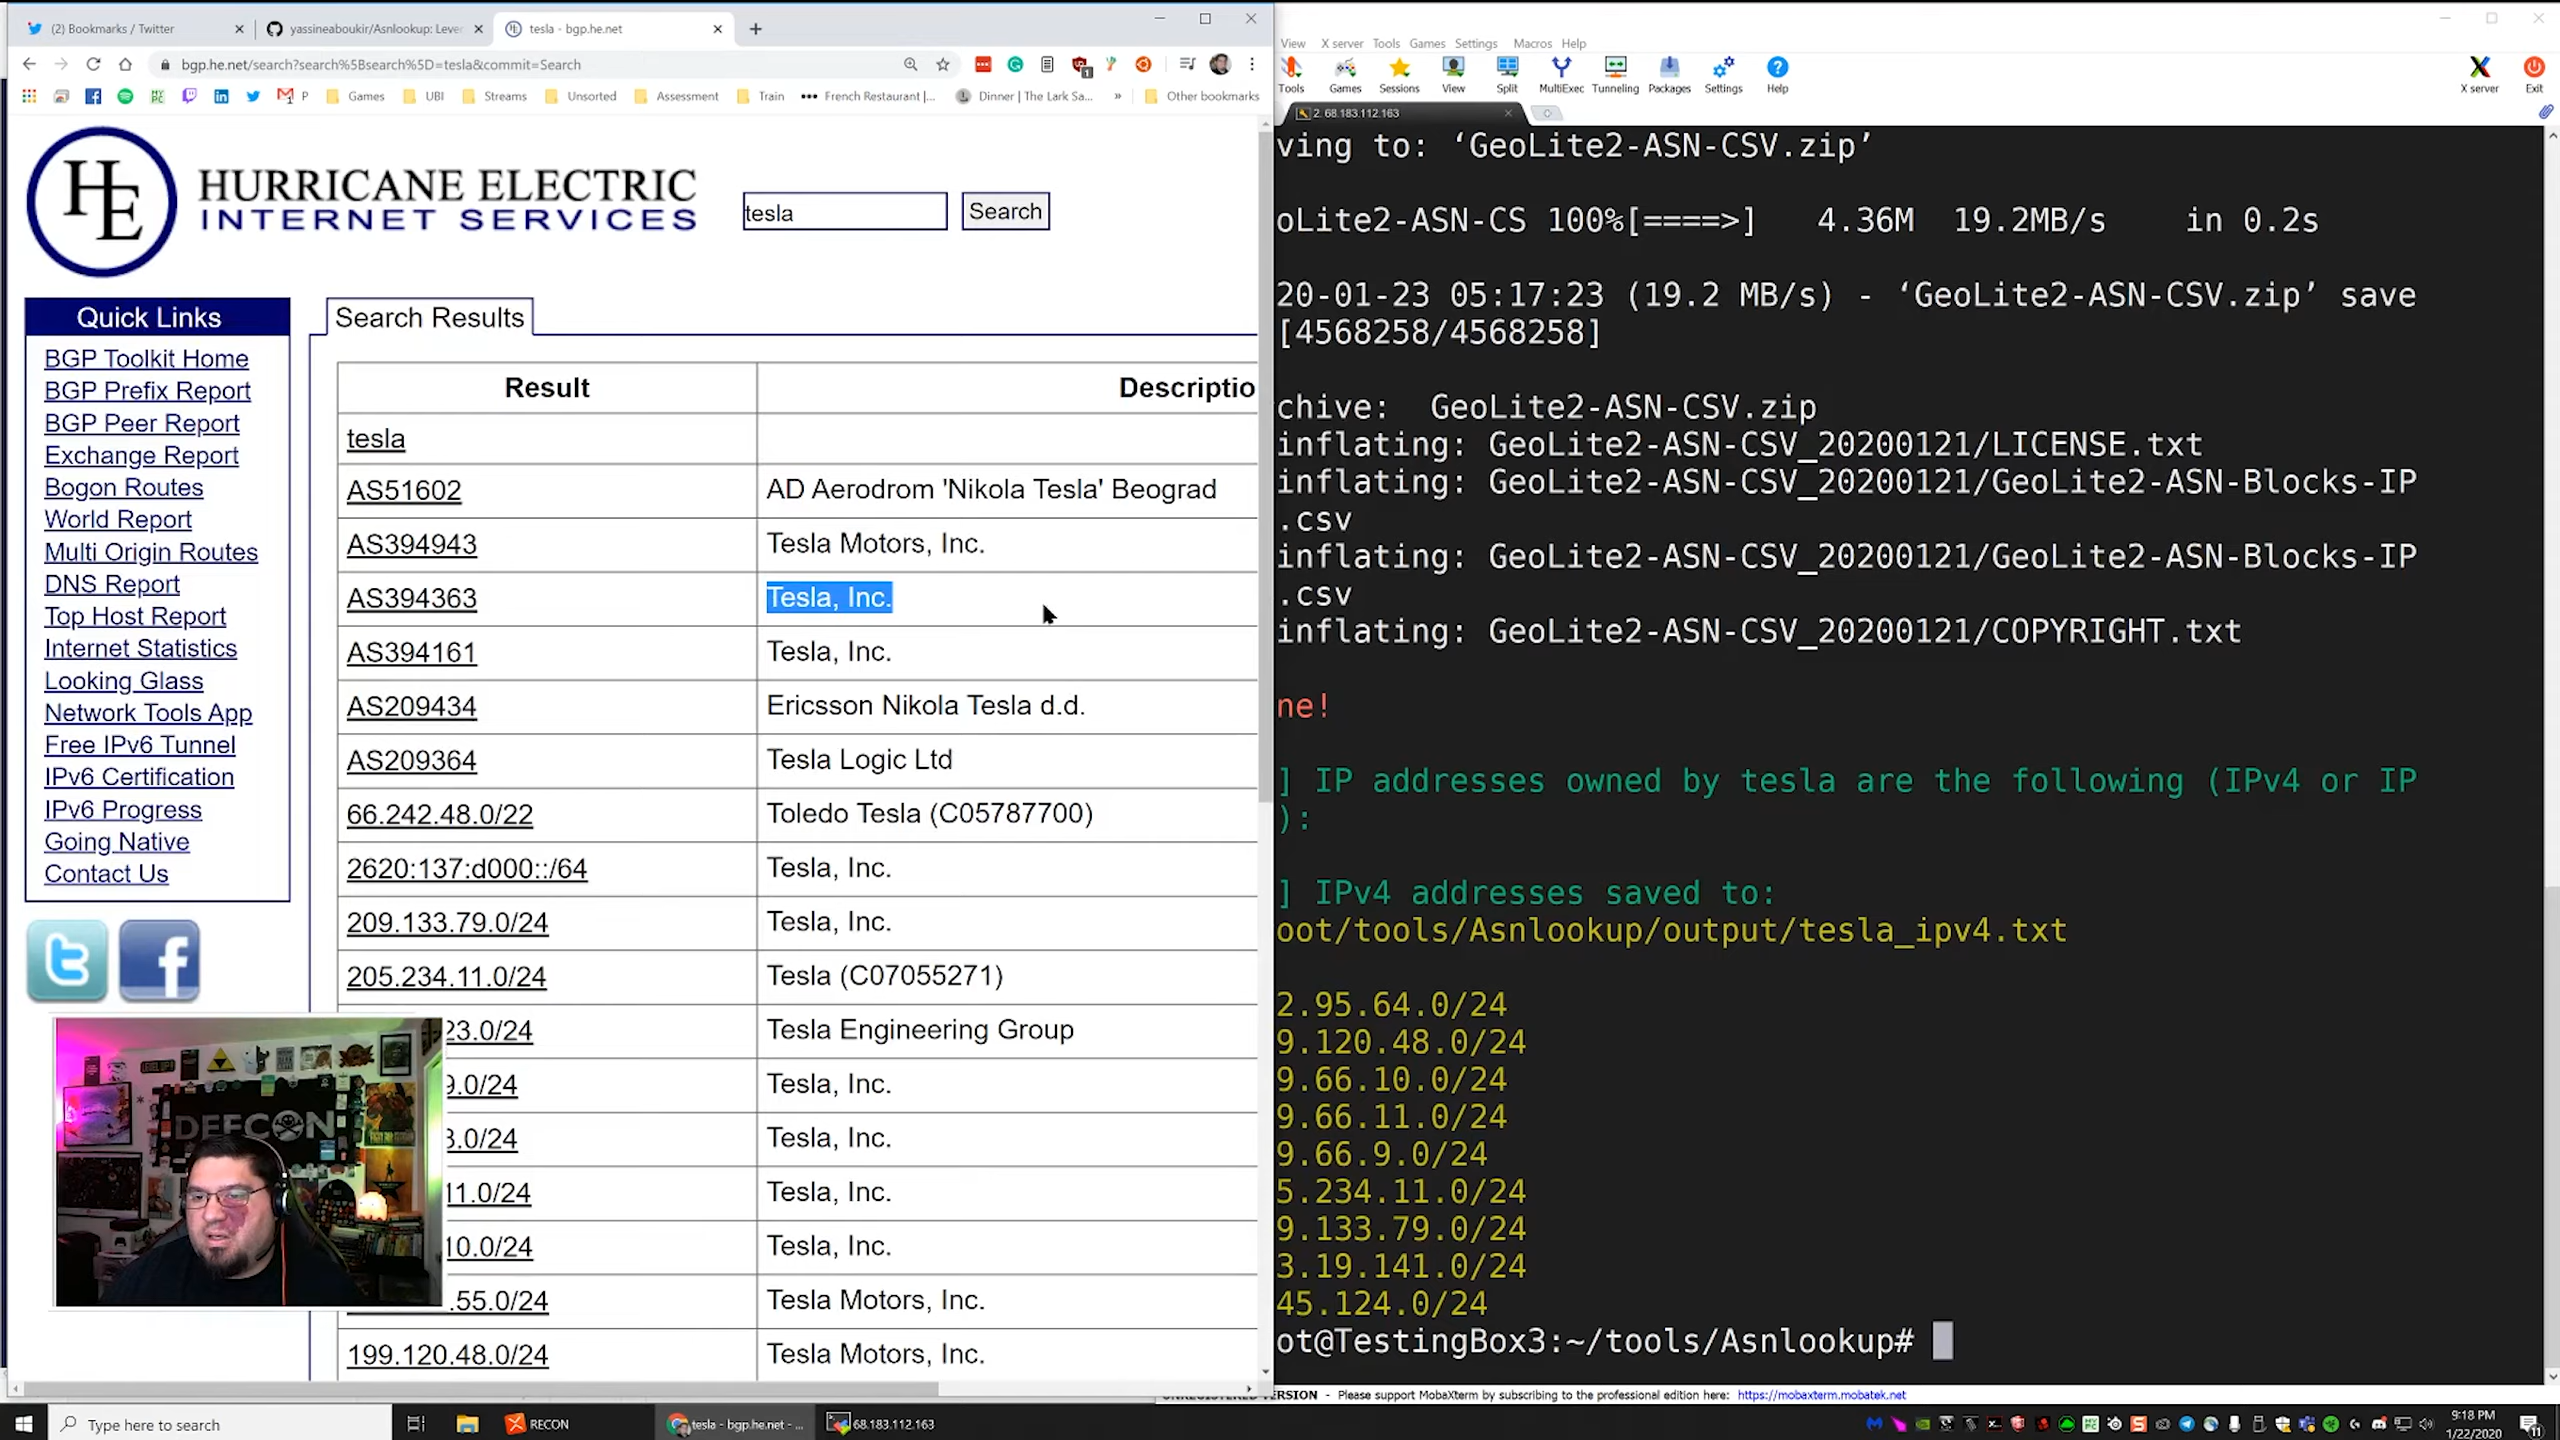 (2) Bookmarks / Twitter
yassineaboukir/Asnlookup: Lever
tesla - bgp.he.net
bgp.he.net/search?search%5Bsearch%5D=tesla&commit=Search
P
Games
UBI
Streams
Unsorted
Assessment
Train
French Restaurant |...
Dinner | The Lark Sa...
»
Other bookmarks
HE
HURRICANE ELECTRIC
INTERNET SERVICES
tesla
Search
Quick Links
BGP Toolkit Home
BGP Prefix Report
BGP Peer Report
Exchange Report
Bogon Routes
World Report
Multi Origin Routes
DNS Report
Top Host Report
Internet Statistics
Looking Glass
Network Tools App
Free IPv6 Tunnel
IPv6 Certification
IPv6 Progress
Going Native
Contact Us
Search Results
Result Descriptio
tesla
AS51602 AD Aerodrom 'Nikola Tesla' Beograd
AS394943 Tesla Motors, Inc.
AS394363 Tesla, Inc.
AS394161 Tesla, Inc.
AS209434 Ericsson Nikola Tesla d.d.
AS209364 Tesla Logic Ltd
66.242.48.0/22 Toledo Tesla (C05787700)
2620:137:d000::/64 Tesla, Inc.
209.133.79.0/24 Tesla, Inc.
205.234.11.0/24 Tesla (C07055271)
23.0/24 Tesla Engineering Group
9.0/24 Tesla, Inc.
3.0/24 Tesla, Inc.
11.0/24 Tesla, Inc.
10.0/24 Tesla, Inc.
.55.0/24 Tesla Motors, Inc.
199.120.48.0/24 Tesla Motors, Inc.
DEFCON
View X server Tools Games Settings Macros Help
Tools Games Sessions View Split MultiExec Tunneling Packages Settings Help
X server Exit
2. 68.183.112.163
ving to: ‘GeoLite2-ASN-CSV.zip’
oLite2-ASN-CS 100%[====>] 4.36M 19.2MB/s in 0.2s
20-01-23 05:17:23 (19.2 MB/s) - ‘GeoLite2-ASN-CSV.zip’ save
[4568258/4568258]
chive: GeoLite2-ASN-CSV.zip
inflating: GeoLite2-ASN-CSV_20200121/LICENSE.txt
inflating: GeoLite2-ASN-CSV_20200121/GeoLite2-ASN-Blocks-IP
.csv
inflating: GeoLite2-ASN-CSV_20200121/GeoLite2-ASN-Blocks-IP
.csv
inflating: GeoLite2-ASN-CSV_20200121/COPYRIGHT.txt
ne!
] IP addresses owned by tesla are the following (IPv4 or IP
):
] IPv4 addresses saved to:
oot/tools/Asnlookup/output/tesla_ipv4.txt
2.95.64.0/24
9.120.48.0/24
9.66.10.0/24
9.66.11.0/24
9.66.9.0/24
5.234.11.0/24
9.133.79.0/24
3.19.141.0/24
45.124.0/24
ot@TestingBox3:~/tools/Asnlookup#
UNREGISTERED VERSION - Please support MobaXterm by subscribing to the professional edition here: https://mobaxterm.mobatek.net
Type here to search
RECON
tesla - bgp.he.net - ...
68.183.112.163
9:18 PM
1/22/2020
11